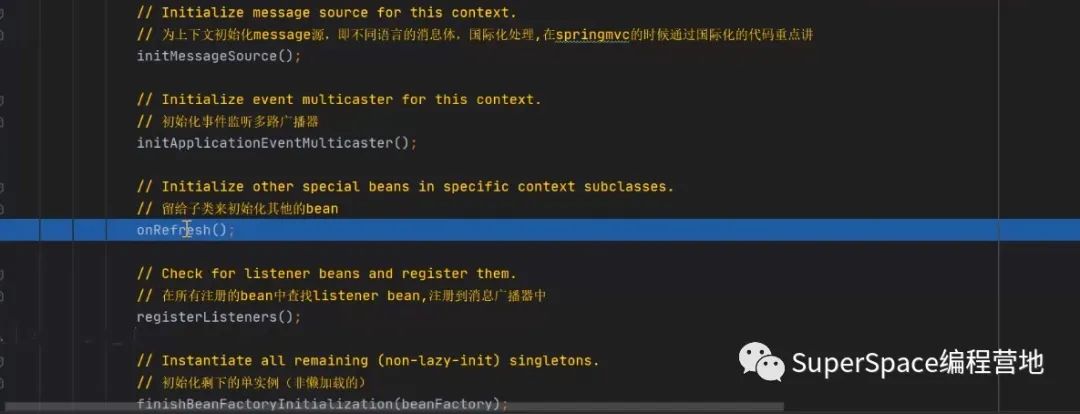 // Initialize message source for this context.
// 为上下文初始化message源，即不同语言的消息体，国际化处理,在springmvc的时候通过国际化的代码重点讲
initMessageSource();
// Initialize event multicaster for this context.
// 初始化事件监听多路广播器
initApplicationEventMulticaster();
// Initialize other special beans in specific context subclasses.
// 留给子类来初始化其他的bean
onRefresh();
// Check for listener beans and register them.
// 在所有注册的bean中查找listener bean,注册到消息广播器中
registerListeners();
// Instantiate all remaining (non-lazy-init) singletons.
// 初始化剩下的单实例（非懒加载的）
finishBeanFactoryInitialization(beanFactory);
SuperSpace编程营地